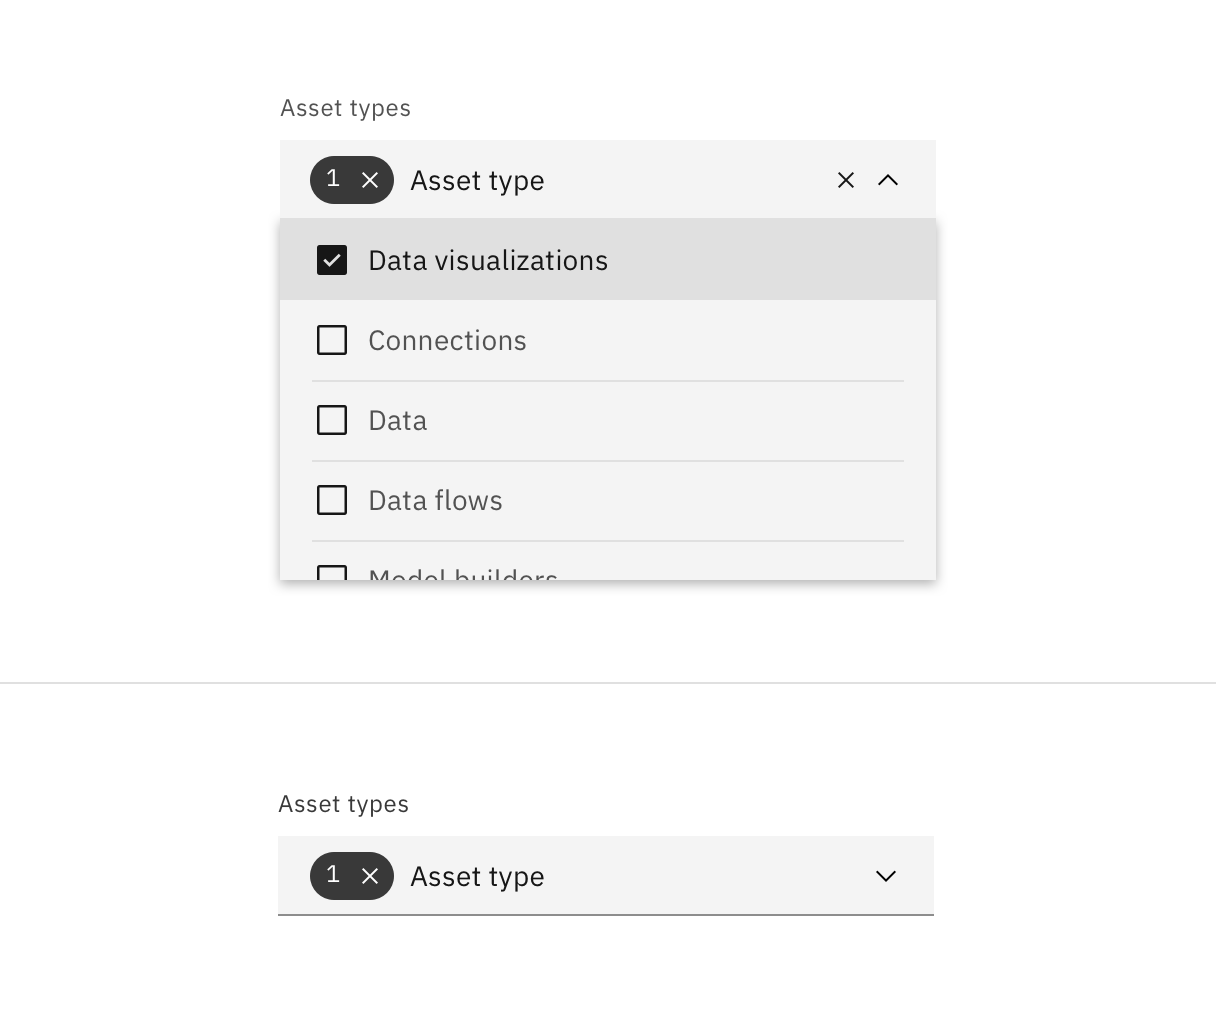 Asset types
1 Asset type
Data visualizations
Connections
Data
Data flows
Model builders
Asset types
1 Asset type